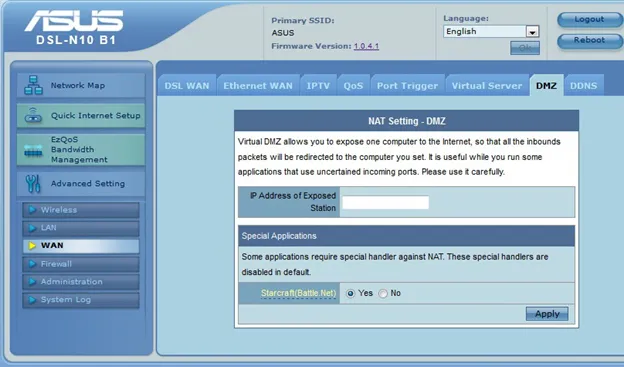 ASUS
DSL-N10 B1
Primary SSID:
ASUS
Firmware Version: 1.0.4.1
Language:
English
Ok
Logout
Reboot
Network Map
Quick Internet Setup
EzQoS
Bandwidth
Management
Advanced Setting
Wireless
LAN
WAN
Firewall
Administration
System Log
DSL WAN Ethernet WAN IPTV QoS Port Trigger Virtual Server DMZ DDNS
NAT Setting - DMZ
Virtual DMZ allows you to expose one computer to the Internet, so that all the inbounds
packets will be redirected to the computer you set. It is useful while you run some
applications that use uncertained incoming ports. Please use it carefully.
IP Address of Exposed
Station
Special Applications
Some applications require special handler against NAT. These special handlers are
disabled in default.
Starcraft(Battle.Net) Yes No
Apply